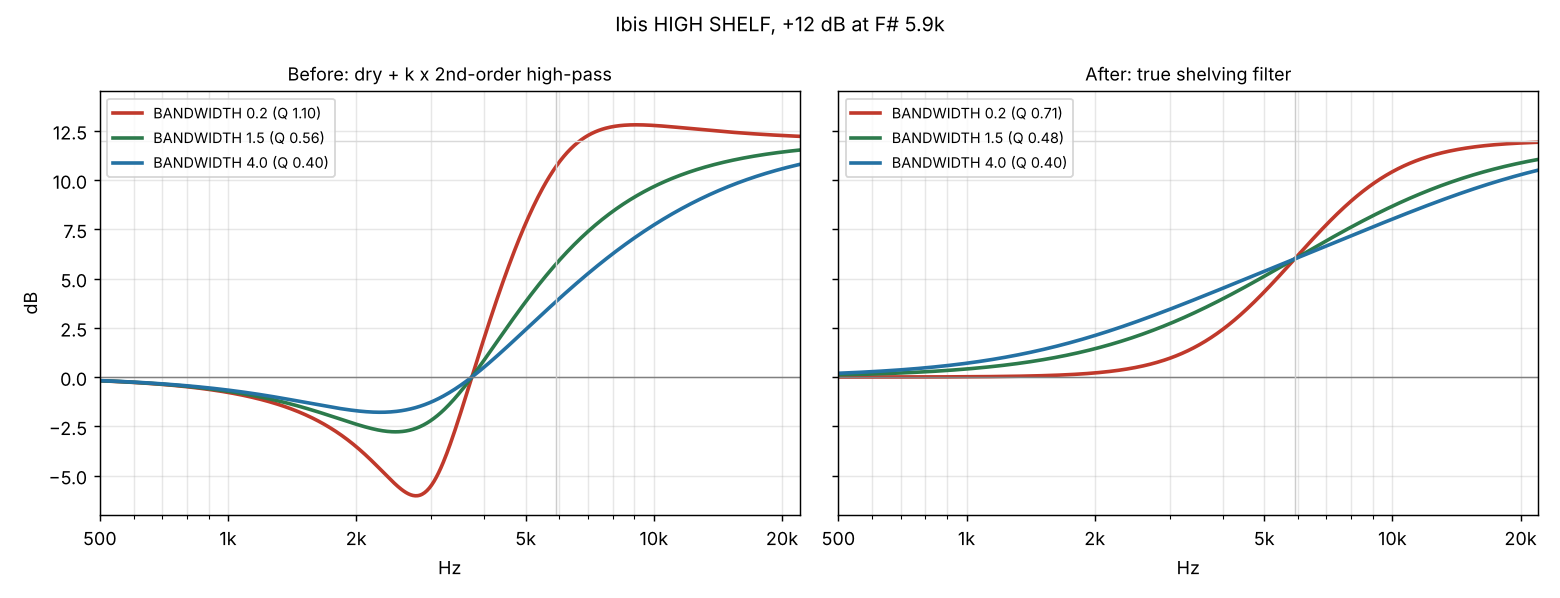 Ibis HIGH SHELF, +12 dB at F# 5.9k
Before: dry + k x 2nd-order high-pass
BANDWIDTH 0.2 (Q 1.10)
BANDWIDTH 1.5 (Q 0.56)
BANDWIDTH 4.0 (Q 0.40)
dB
12.5
10.0
7.5
5.0
2.5
0.0
−2.5
−5.0
500
1k
2k
5k
10k
20k
Hz
After: true shelving filter
BANDWIDTH 0.2 (Q 0.71)
BANDWIDTH 1.5 (Q 0.48)
BANDWIDTH 4.0 (Q 0.40)
500
1k
2k
5k
10k
20k
Hz